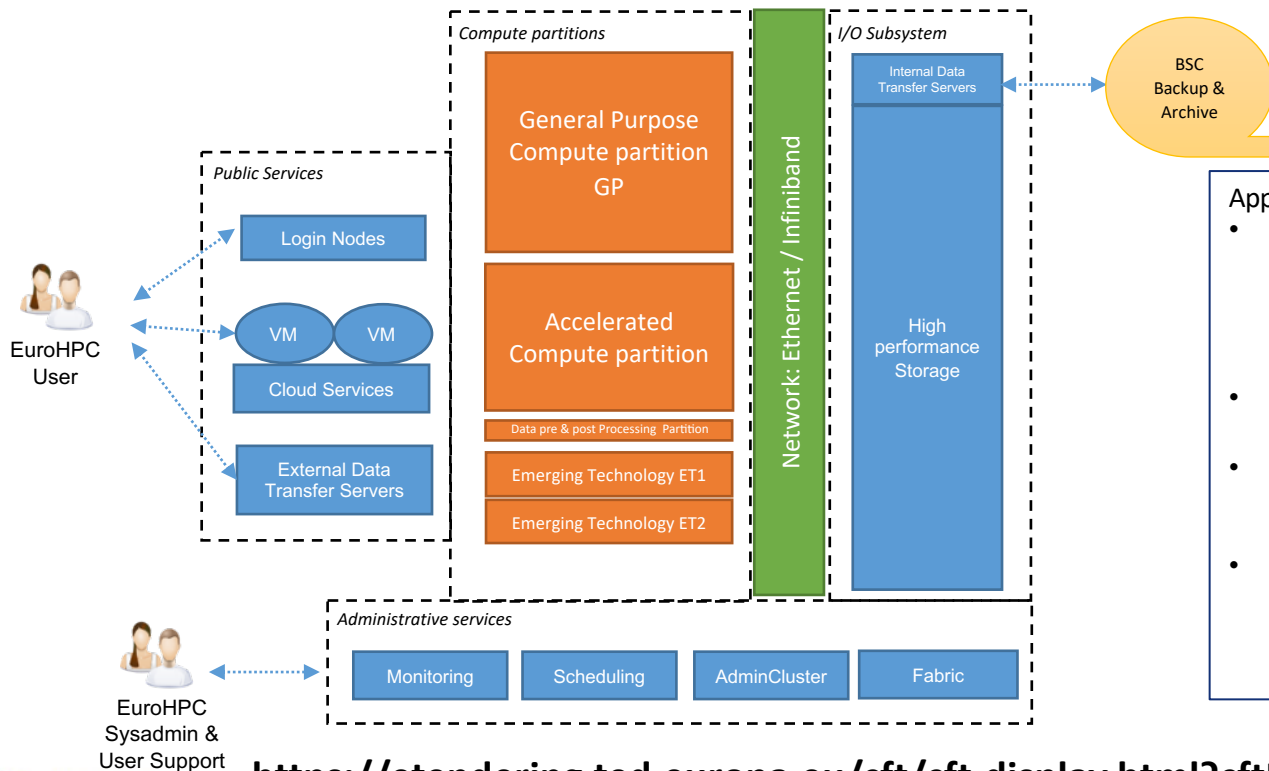 Compute partitions
I/O Subsystem
General Purpose
Compute partition
GP
Accelerated
Compute partition
Data pre & post Processing Partition
Emerging Technology ET1
Emerging Technology ET2
Network: Ethernet / Infiniband
Internal Data
Transfer Servers
High
performance
Storage
BSC
Backup &
Archive
App
Public Services
Login Nodes
VM VM
Cloud Services
External Data
Transfer Servers
EuroHPC
User
Administrative services
Monitoring
Scheduling
AdminCluster
Fabric
EuroHPC
Sysadmin &
User Support